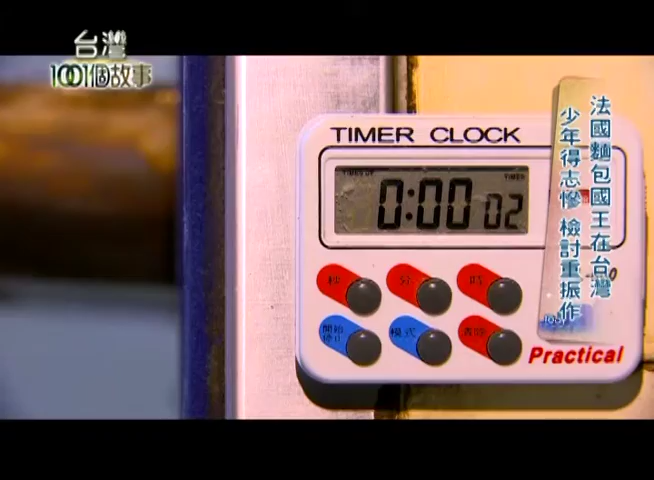 台灣
1001個故事
法國麵包國王在台灣
少年得志慘 檢討重振作
TIMER CLOCK
TIMER
0:00 02
秒 分 時
開始 模式 清除
停止
Practical